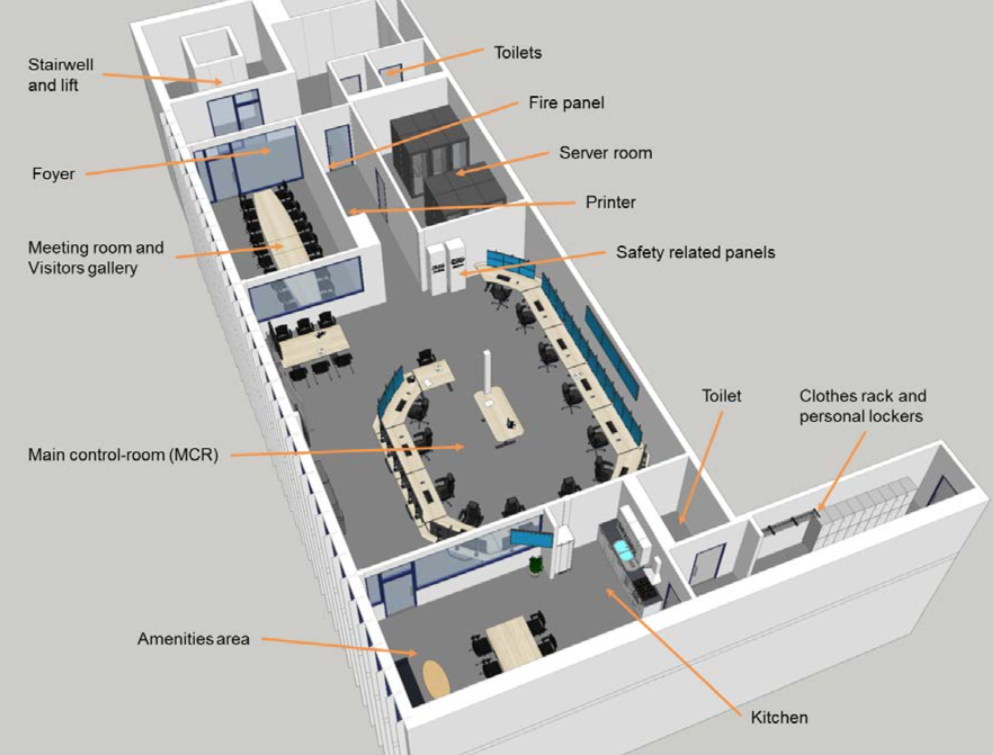 Stairwell
and lift
Toilets
Fire panel
Server room
Foyer
Printer
Meeting room and
Visitors gallery
Safety related panels
Toilet
Clothes rack and
personal lockers
Main control-room (MCR)
Amenities area
Kitchen